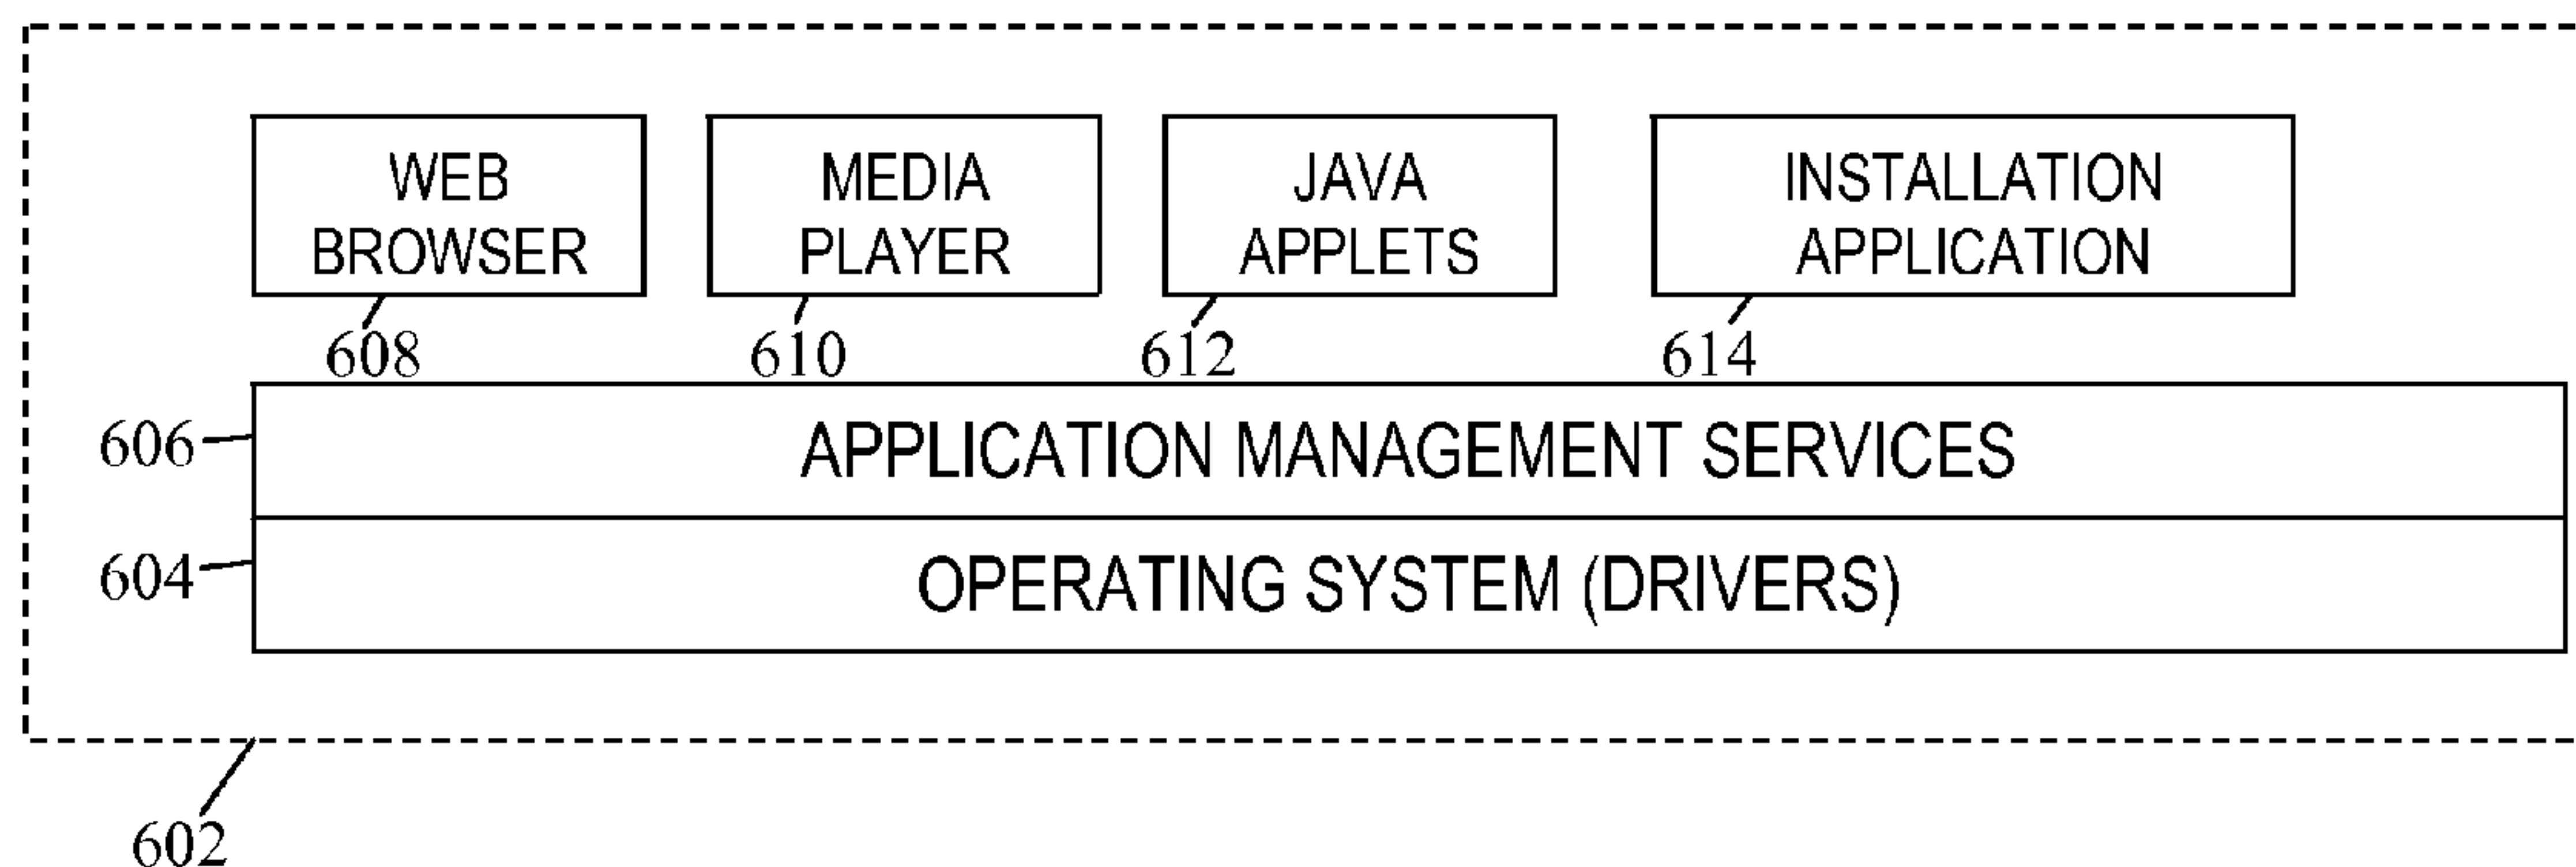 WEB
BROWSER
MEDIA
PLAYER
JAVA
APPLETS
INSTALLATION
APPLICATION
608
610
612
614
606
APPLICATION MANAGEMENT SERVICES
604
OPERATING SYSTEM (DRIVERS)
602